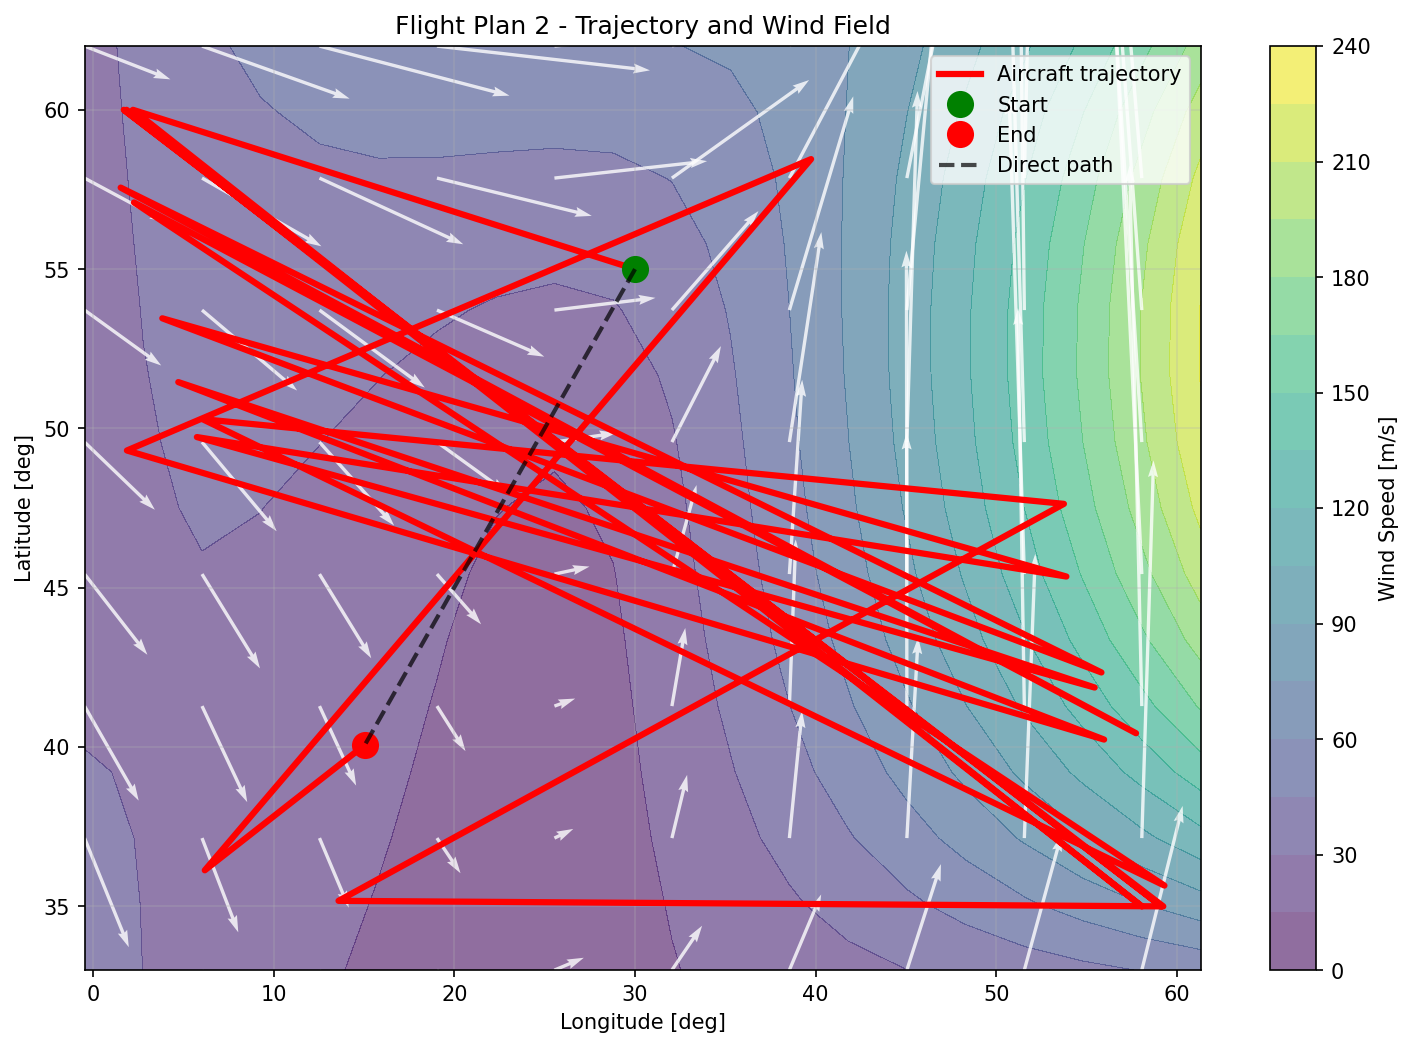 Flight Plan 2 - Trajectory and Wind Field
Aircraft trajectory
Start
End
Direct path
Latitude [deg]
60
55
50
45
40
35
0
10
20
30
40
50
60
Longitude [deg]
240
210
180
150
120
90
60
30
0
Wind Speed [m/s]